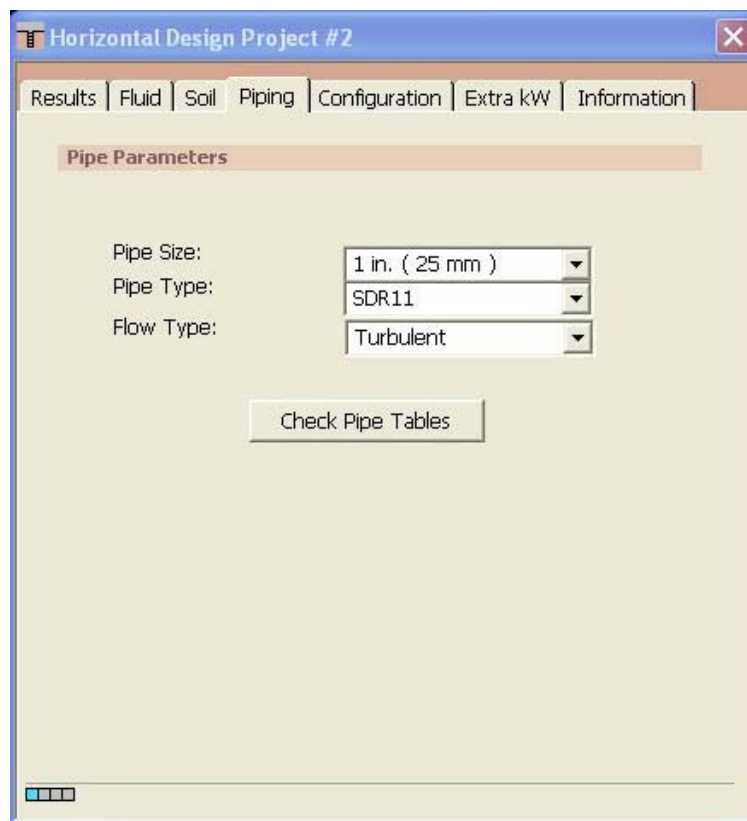 Horizontal Design Project #2
Results Fluid Soil Piping Configuration Extra kW Information
Pipe Parameters
Pipe Size: 1 in. ( 25 mm )
Pipe Type: SDR11
Flow Type: Turbulent
Check Pipe Tables